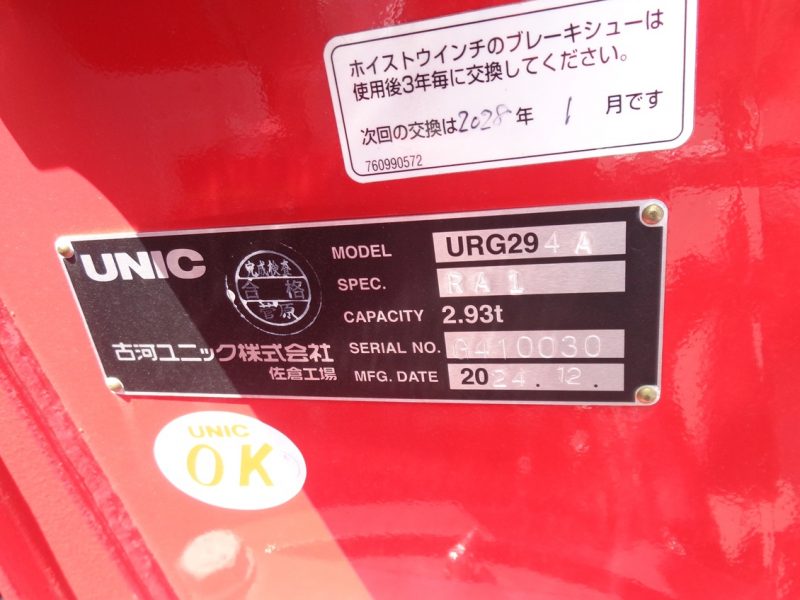 ホイストウインチのブレーキシューは
使用後3年毎に交換してください。
次回の交換は2028年 1 月です
760990572
UNIC
完成検査
合格
菅原
古河ユニック株式会社
佐倉工場
MODEL URG294A
SPEC. RA1
CAPACITY 2.93t
SERIAL NO. G410030
MFG. DATE 2024.12.
UNIC
OK